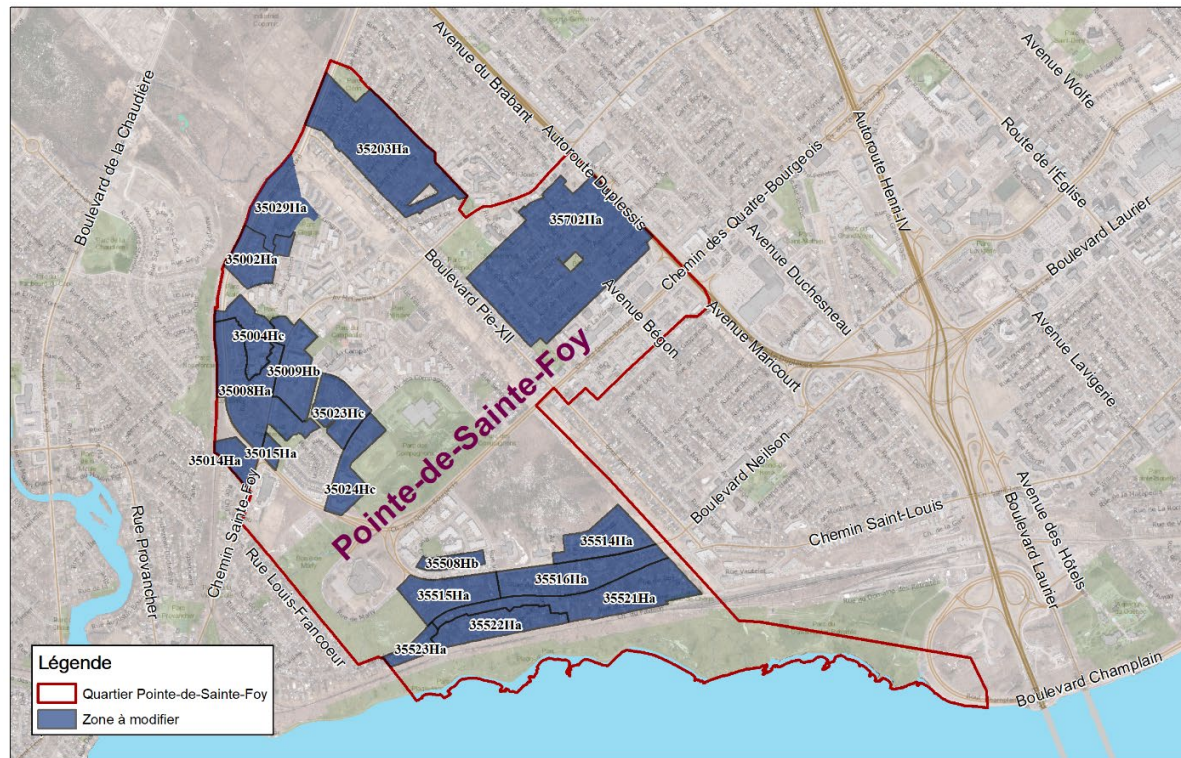 Boulevard de la Chaudière
Avenue du Brabant
Autoroute Duplessis
Avenue Wolfe
Route de l'Église
Autoroute Henri-IV
Boulevard Laurier
Chemin des Quatre-Bourgeois
Avenue Duchesneau
35203Ha
35029Ha
35702Ha
35002Ha
Boulevard Pie-XII
Avenue Bégon
Avenue Maricourt
Avenue Lavigerie
35004Hc
35009Hb
35008Ha
35023Hc
Pointe-de-Sainte-Foy
35014Ha
35015Ha
35024Hc
Boulevard Neilson
Chemin Sainte-Foy
Rue Provancher
Rue Louis-Francoeur
Chemin Saint-Louis
Avenue des Hôtels
Boulevard Laurier
35514Ha
35508Hb
35516Ha
35515Ha
35521Ha
35522Ha
35523Ha
Boulevard Champlain
Légende
Quartier Pointe-de-Sainte-Foy
Zone à modifier